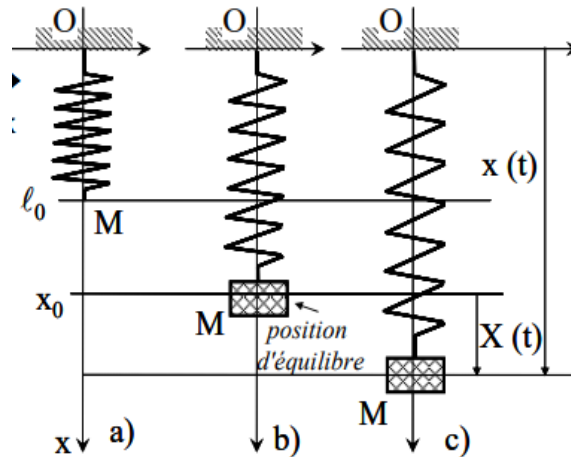 O O O
x
x (t)
ℓ₀
M
x₀
X (t)
M
position
d'équilibre
M
x a) b) c)